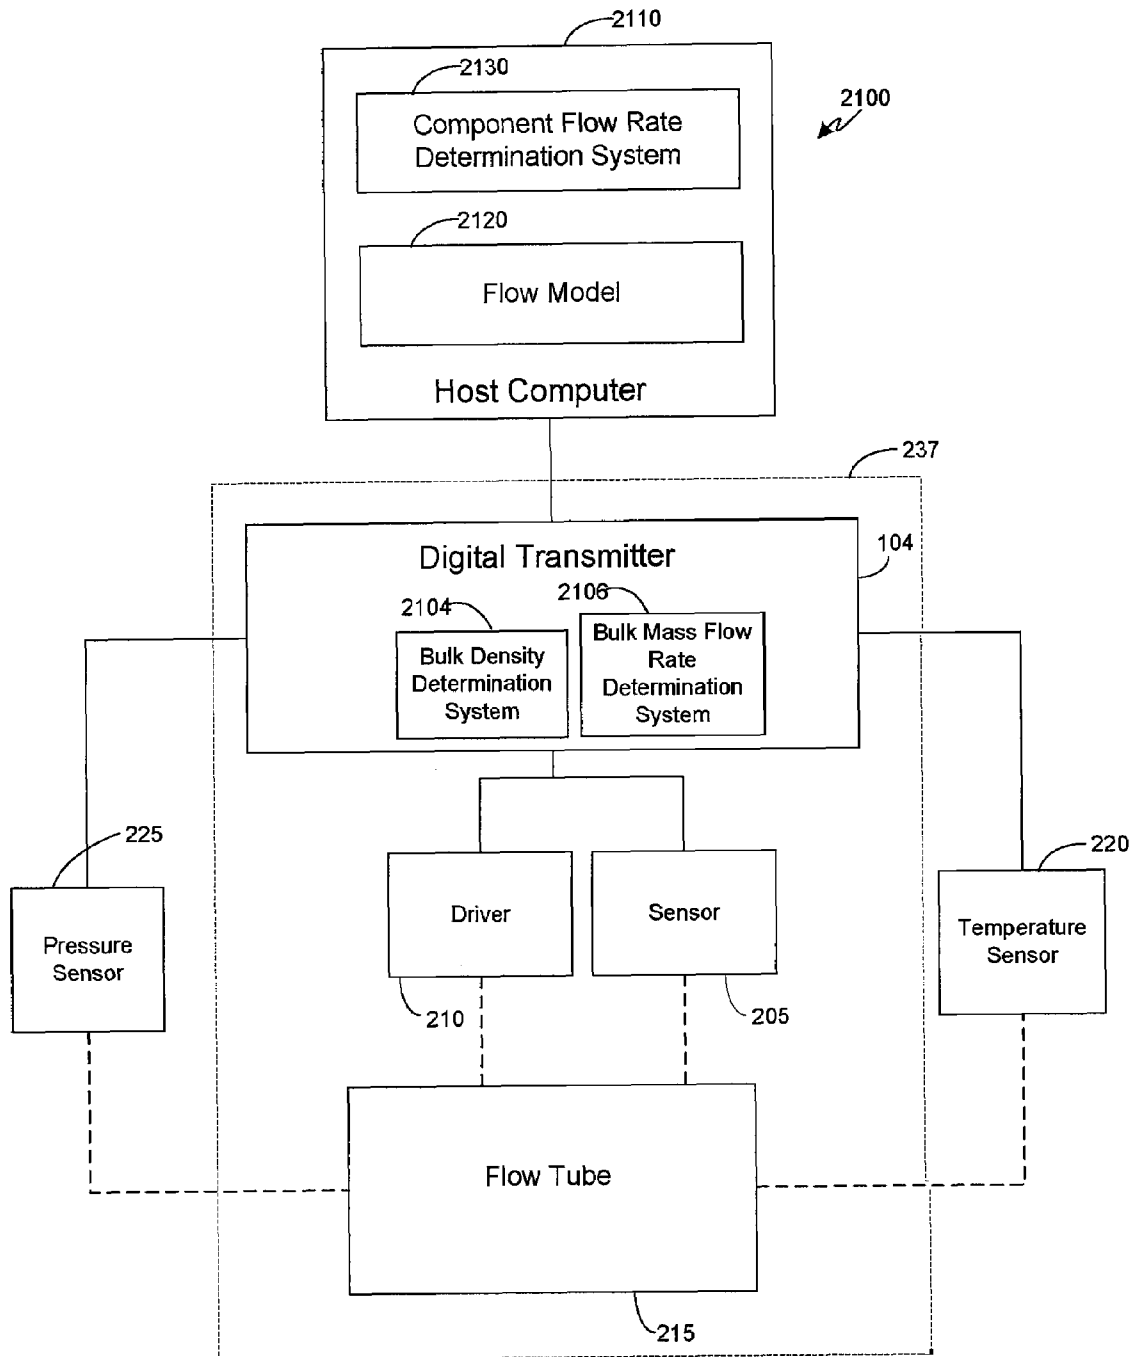 2110
2130
2100
Component Flow Rate
Determination System
2120
Flow Model
Host Computer
237
Digital Transmitter
104
2104
2106
Bulk Density
Determination
System
Bulk Mass Flow
Rate
Determination
System
225
220
Pressure
Sensor
Driver
Sensor
Temperature
Sensor
210
205
Flow Tube
215